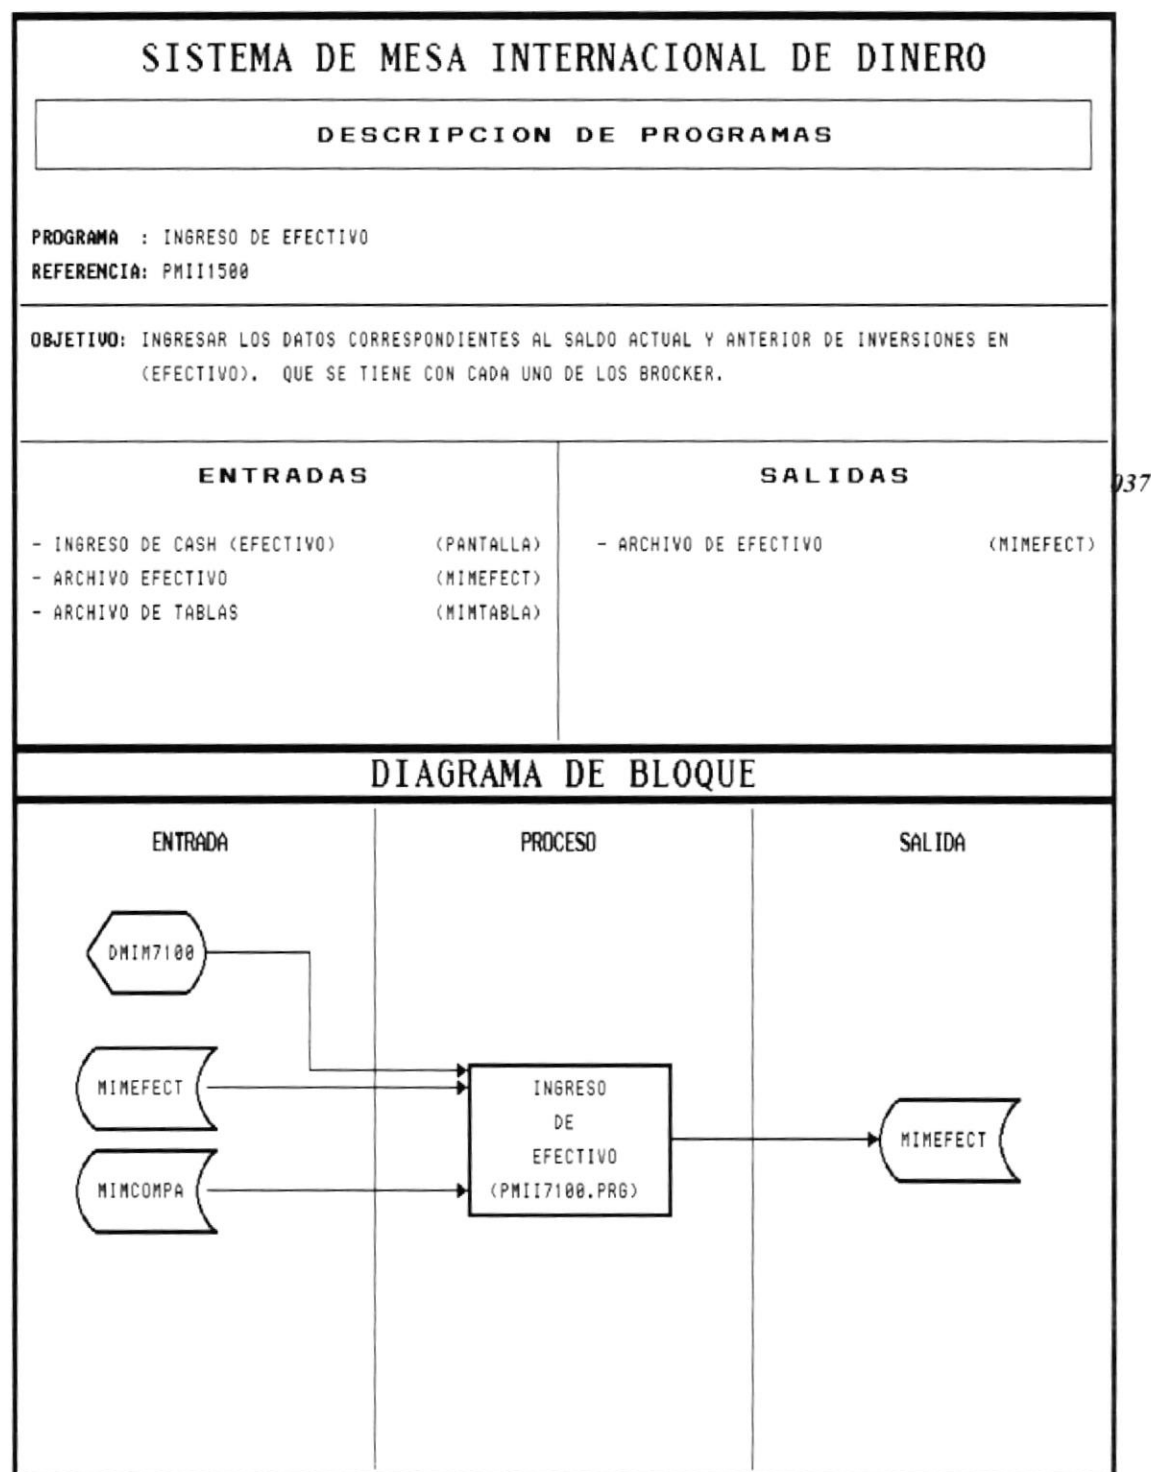 SISTEMA DE MESA INTERNACIONAL DE DINERO
DESCRIPCION DE PROGRAMAS
PROGRAMA : INGRESO DE EFECTIVO
REFERENCIA: PMII1500
OBJETIVO: INGRESAR LOS DATOS CORRESPONDIENTES AL SALDO ACTUAL Y ANTERIOR DE INVERSIONES EN
(EFECTIVO). QUE SE TIENE CON CADA UNO DE LOS BROCKER.
ENTRADAS
- INGRESO DE CASH (EFECTIVO) (PANTALLA)
- ARCHIVO EFECTIVO (MIMEFECT)
- ARCHIVO DE TABLAS (MIMTABLA)
SALIDAS
- ARCHIVO DE EFECTIVO (MIMEFECT)
037
DIAGRAMA DE BLOQUE
ENTRADA PROCESO SALIDA
DMIM7100
MIMEFECT
MIMCOMPA
INGRESO
DE
EFECTIVO
(PMII7100.PRG)
MIMEFECT